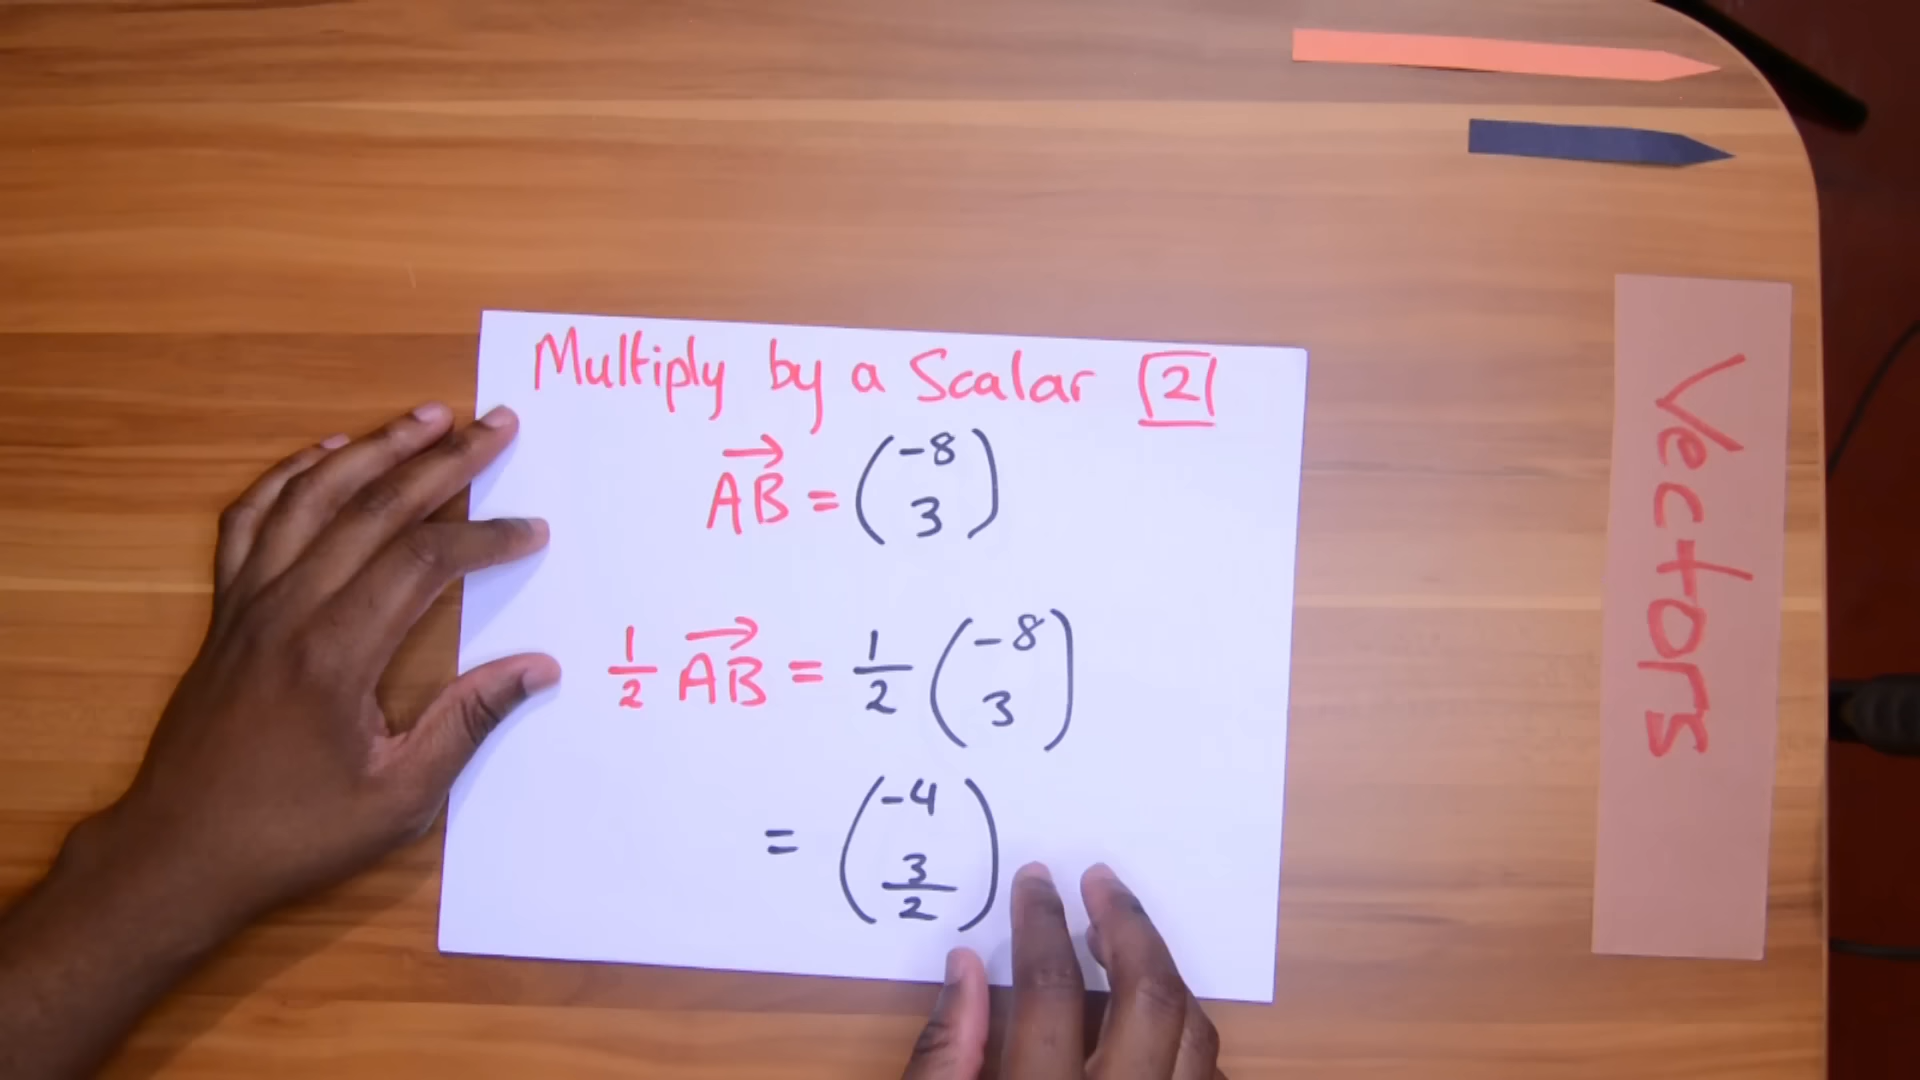 Multiply by a Scalar 2
AB = (-8
3)
1/2 AB = 1/2 (-8
3)
= (-4
3/2)
Vectors